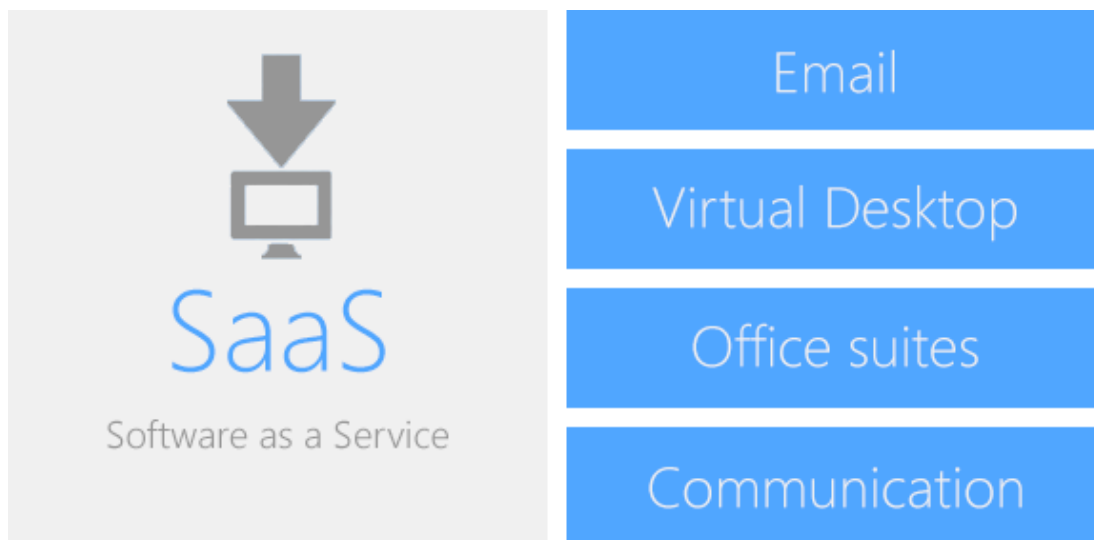 SaaS
Software as a Service
Email
Virtual Desktop
Office suites
Communication